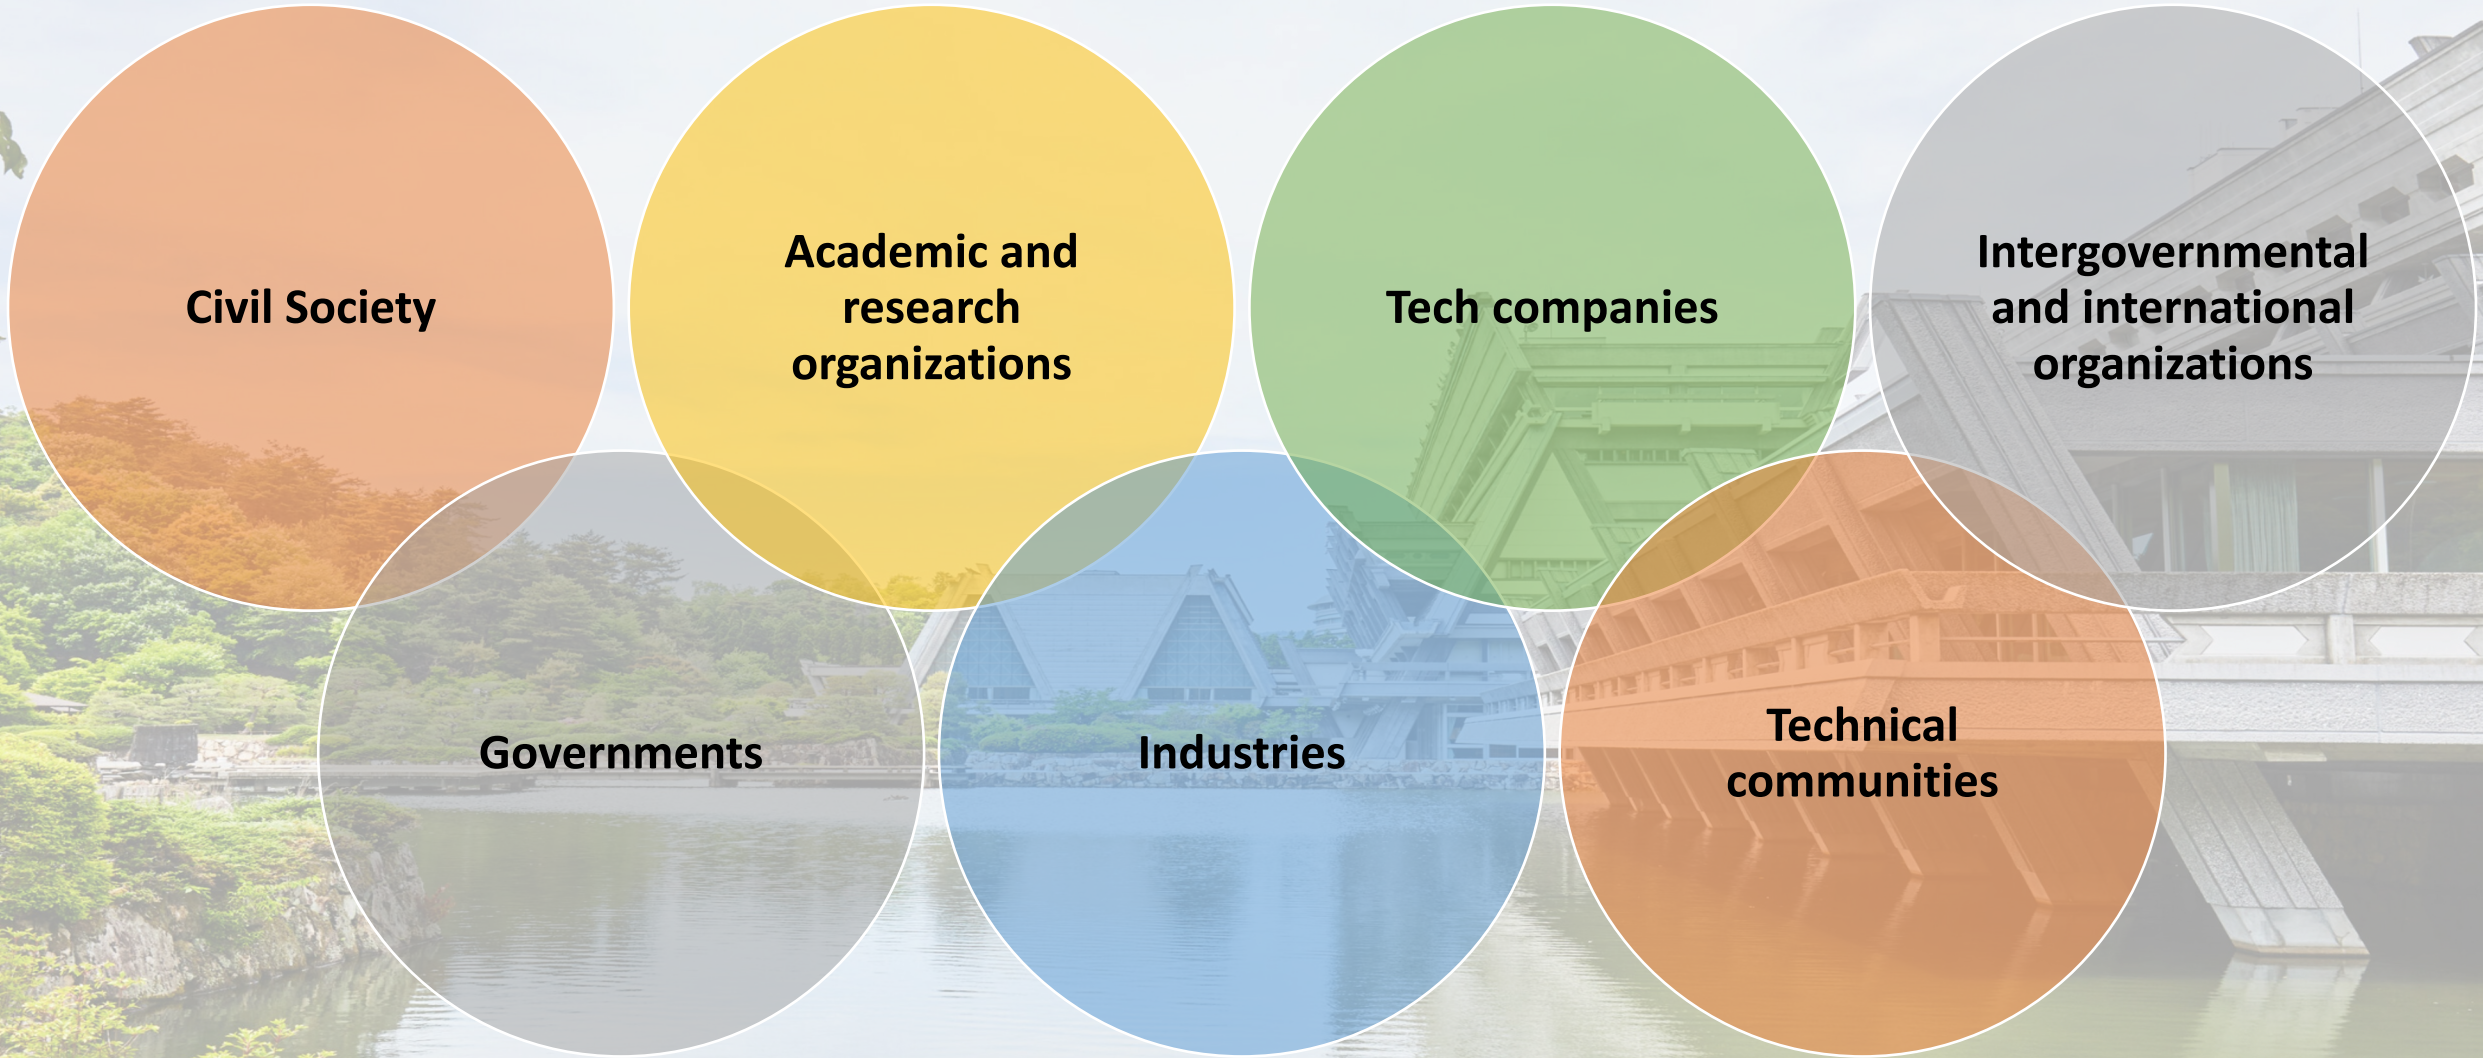 Civil Society
Academic and
research
organizations
Tech companies
Intergovernmental
and international
organizations
Governments
Industries
Technical
communities